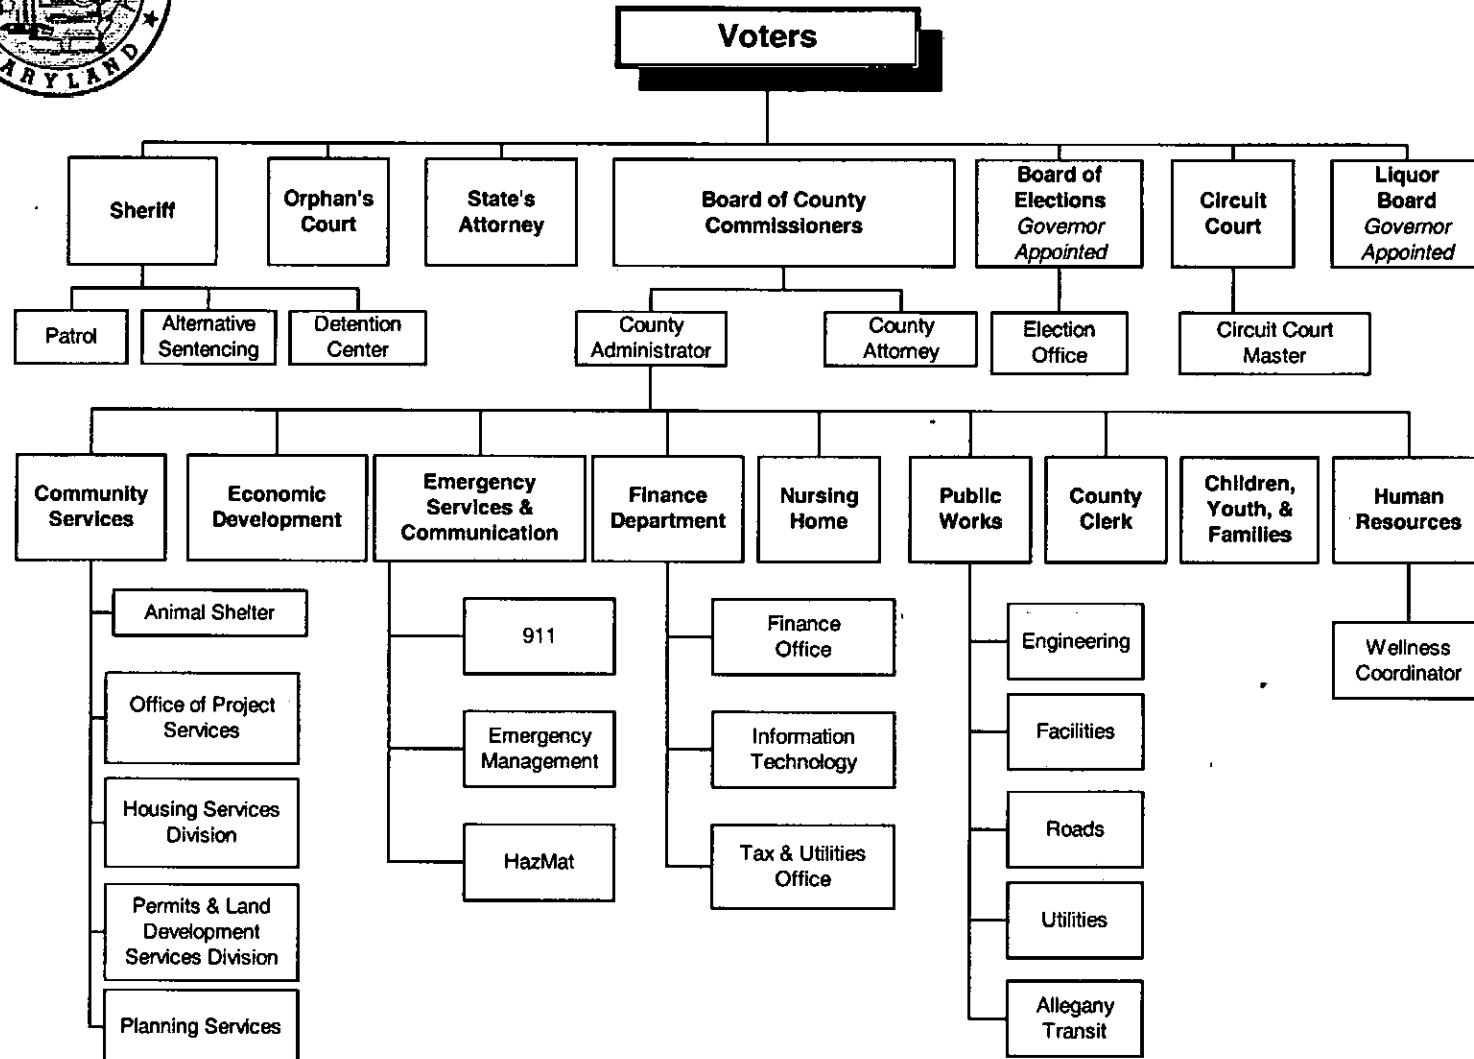 ARYLAND
Voters
Sheriff
Orphan's
Court
State's
Attorney
Board of County
Commissioners
Board of
Elections
Governor
Appointed
Circuit
Court
Liquor
Board
Governor
Appointed
Patrol
Alternative
Sentencing
Detention
Center
County
Administrator
County
Attorney
Election
Office
Circuit Court
Master
Community
Services
Economic
Development
Emergency
Services &
Communication
Finance
Department
Nursing
Home
Public
Works
County
Clerk
Children,
Youth, &
Families
Human
Resources
Animal Shelter
Office of Project
Services
Housing Services
Division
Permits & Land
Development
Services Division
Planning Services
911
Emergency
Management
HazMat
Finance
Office
Information
Technology
Tax & Utilities
Office
Engineering
Facilities
Roads
Utilities
Allegany
Transit
Wellness
Coordinator